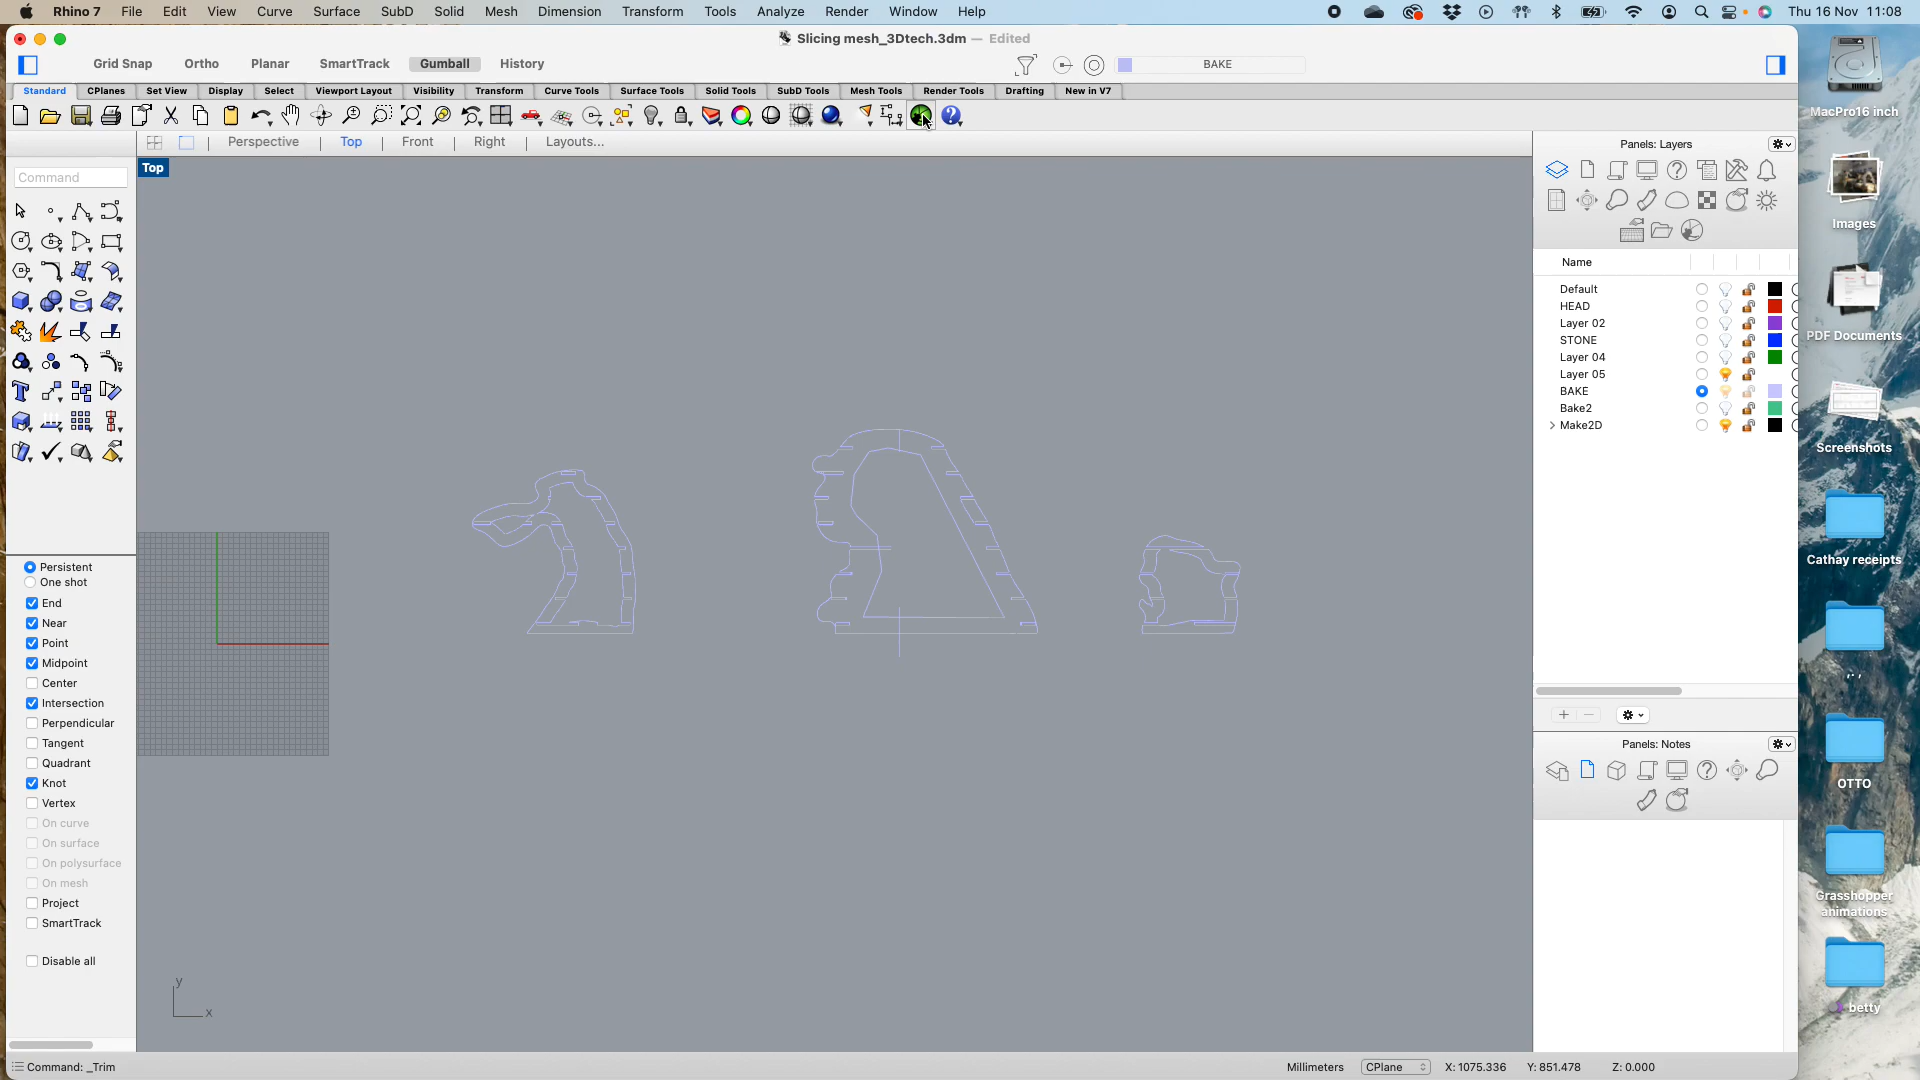 Rhino 7 File Edit View Curve Surface SubD Solid Mesh Dimension Transform Tools Analyze Render Window Help Thu 16 Nov 11:08
Slicing mesh_3Dtech.3dm — Edited
Grid Snap Ortho Planar SmartTrack Gumball History BAKE
Standard CPlanes Set View Display Select Viewport Layout Visibility Transform Curve Tools Surface Tools Solid Tools SubD Tools Mesh Tools Render Tools Drafting New in V7
Perspective Top Front Right Layouts...
Top
Command
Persistent
One shot
End
Near
Point
Midpoint
Center
Intersection
Perpendicular
Tangent
Quadrant
Knot
Vertex
On curve
On surface
On polysurface
On mesh
Project
SmartTrack
Disable all
y
x
Panels: Layers
Name
Default
HEAD
Layer 02
STONE
Layer 04
Layer 05
BAKE
Bake2
Make2D
Panels: Notes
MacPro16 inch
Images
PDF Documents
Screenshots
Cathay receipts
OTTO
Grasshopper
animations
betty
Command: _Trim
Millimeters CPlane X: 1075.336 Y: 851.478 Z: 0.000